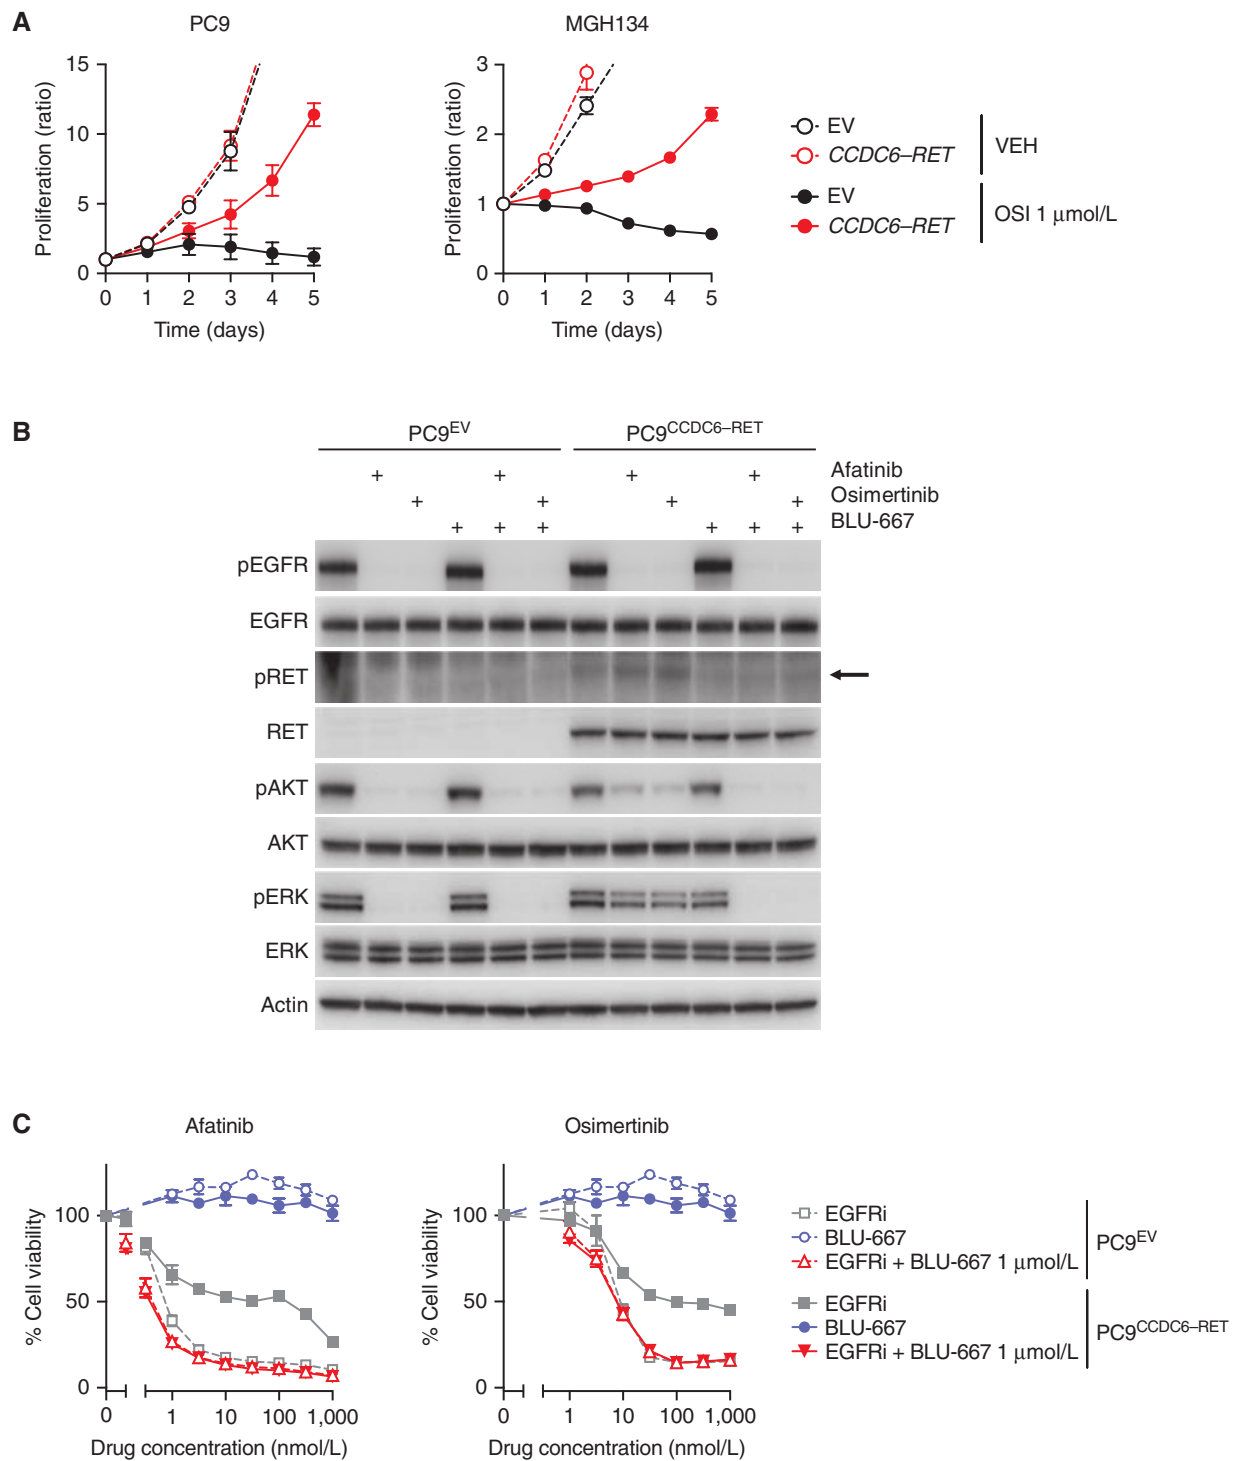 A
PC9
MGH134
Proliferation (ratio)
15
10
5
0
0 1 2 3 4 5
Time (days)
Proliferation (ratio)
3
2
1
0
0 1 2 3 4 5
Time (days)
EV
CCDC6–RET
VEH
EV
CCDC6–RET
OSI 1 μmol/L
B
PC9EV
PC9CCDC6–RET
+ + + + Afatinib
+ + + + Osimertinib
+ + + + + + BLU-667
pEGFR
EGFR
pRET
RET
pAKT
AKT
pERK
ERK
Actin
C
Afatinib
Osimertinib
% Cell viability
100
50
0
0 1 10 100 1,000
Drug concentration (nmol/L)
% Cell viability
100
50
0
0 1 10 100 1,000
Drug concentration (nmol/L)
EGFRi
BLU-667
EGFRi + BLU-667 1 μmol/L
PC9EV
EGFRi
BLU-667
EGFRi + BLU-667 1 μmol/L
PC9CCDC6–RET